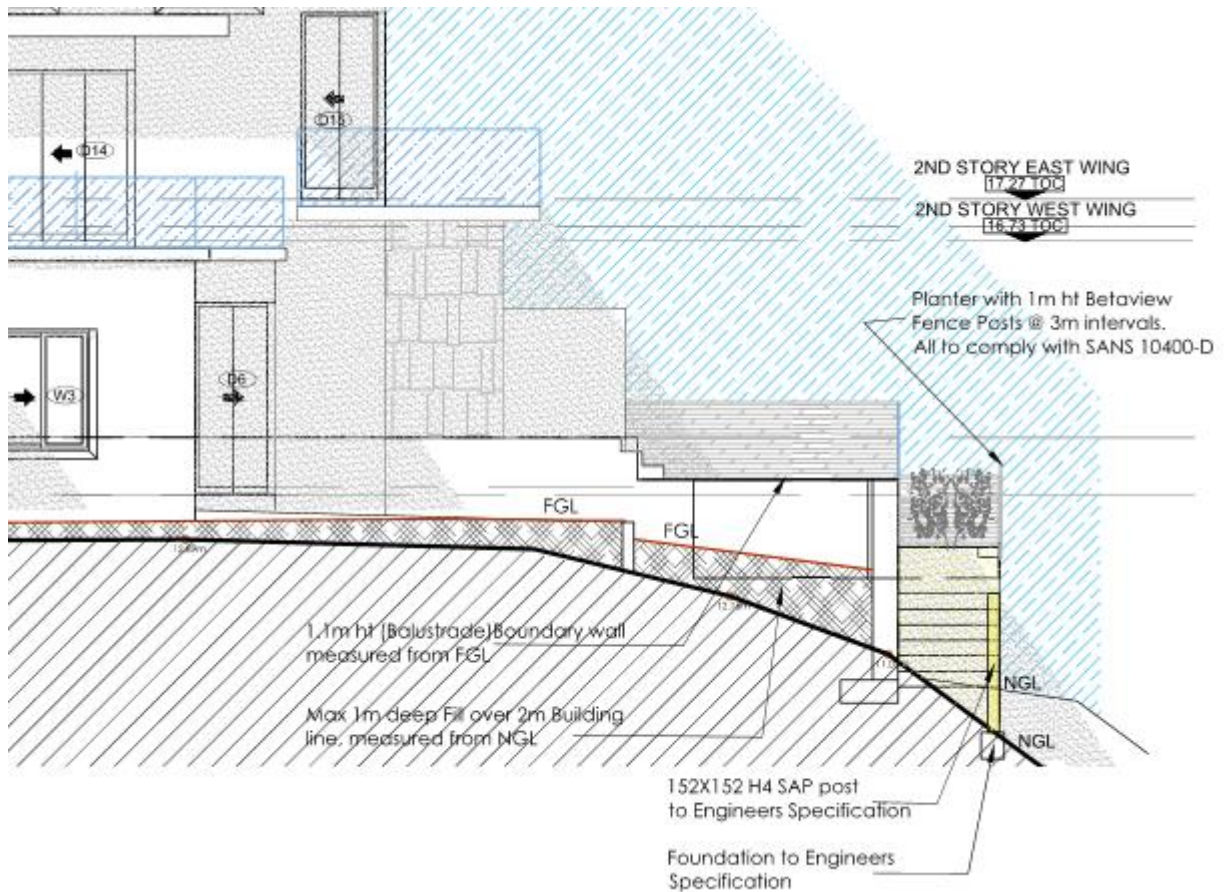 D13
D14
2ND STORY EAST WING
17.27 TOC
2ND STORY WEST WING
16.73 TOC
Planter with 1m ht Betaview
Fence Posts @ 3m intervals.
All to comply with SANS 10400-D
D6
W3
FGL
FGL
1.1m ht (Balustrade)Boundary wall
measured from FGL
NGL
Max 1m deep Fill over 2m Building
line, measured from NGL
NGL
152X152 H4 SAP post
to Engineers Specification
Foundation to Engineers
Specification